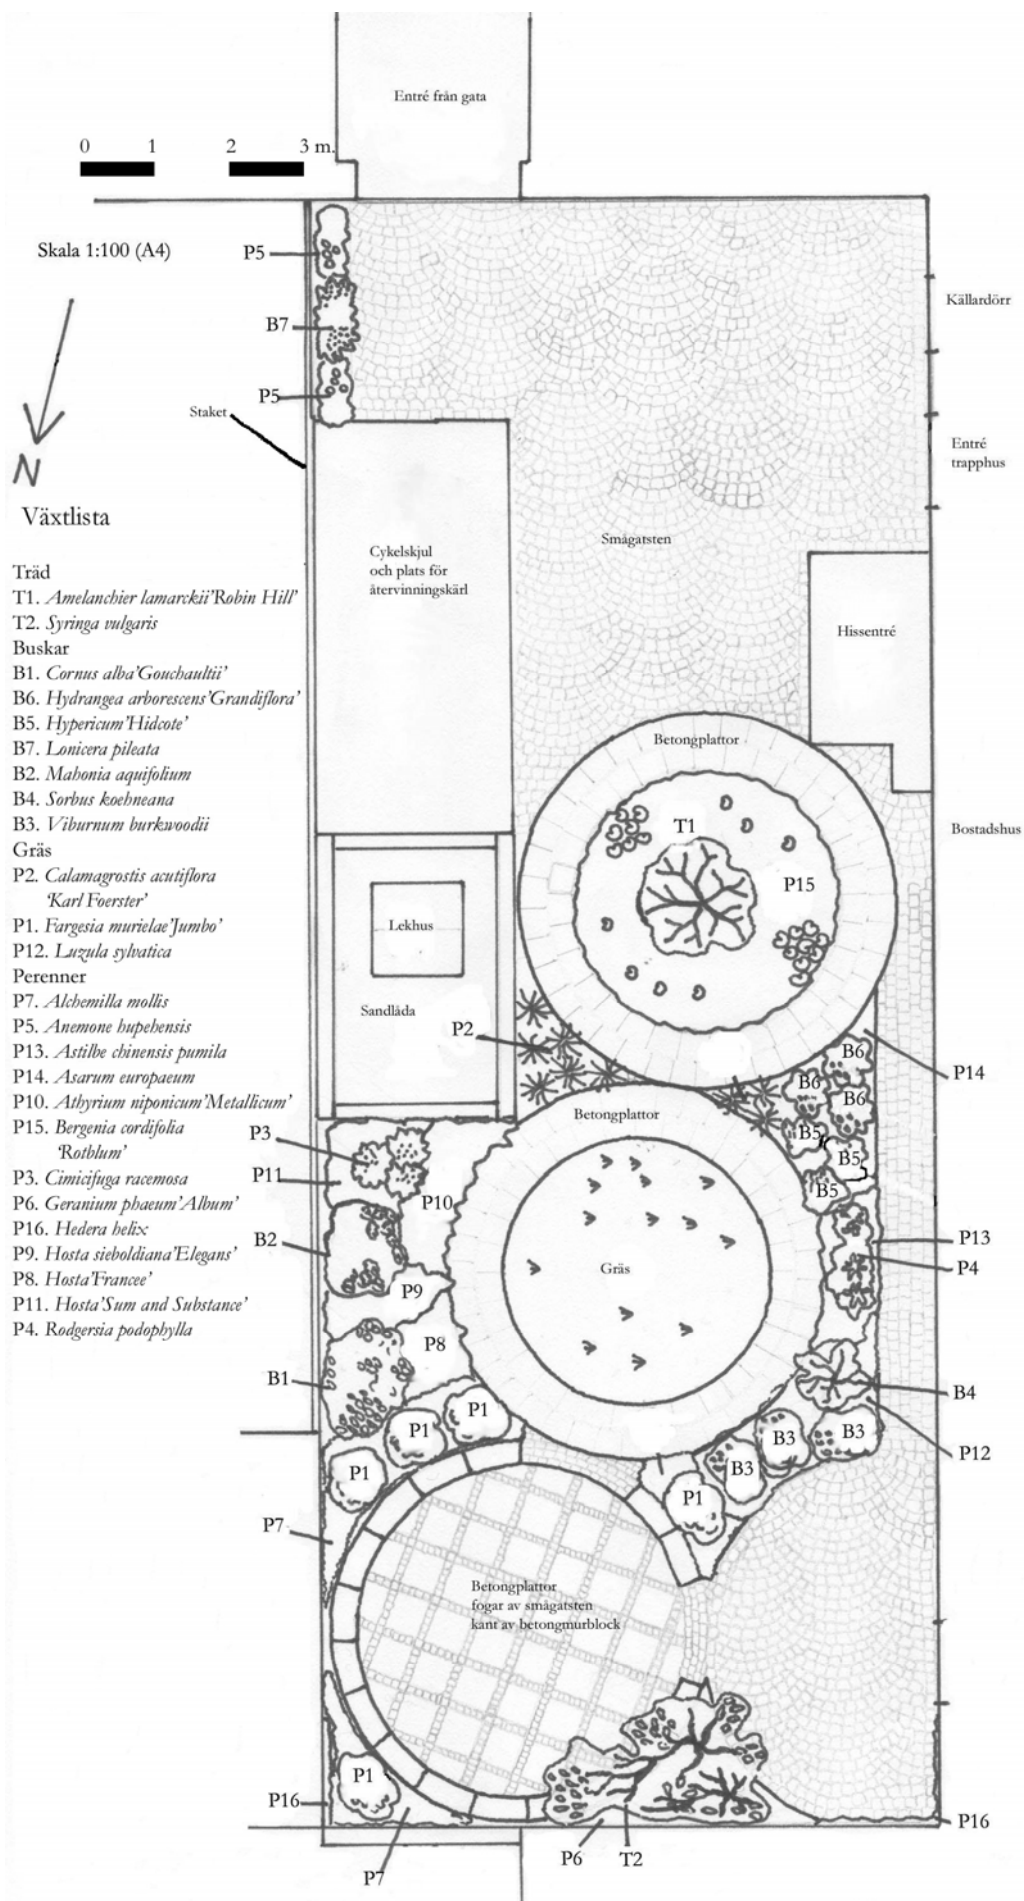 Entré från gata
0 1 2 3 m.
Skala 1:100 (A4)
P5
B7
P5
Källardörr
Staket
Entré
trapphus
N
Växtlista
Träd
T1. Amelanchier lamarckii'Robin Hill'
T2. Syringa vulgaris
Buskar
B1. Cornus alba'Gouchaultii'
B6. Hydrangea arborescens'Grandiflora'
B5. Hypericum'Hidcote'
B7. Lonicera pileata
B2. Mahonia aquifolium
B4. Sorbus koehneana
B3. Viburnum burkwoodii
Gräs
P2. Calamagrostis acutiflora
'Karl Foerster'
P1. Fargesia murielae'Jumbo'
P12. Luzula sylvatica
Perenner
P7. Alchemilla mollis
P5. Anemone hupehensis
P13. Astilbe chinensis pumila
P14. Asarum europaeum
P10. Athyrium niponicum'Metallicum'
P15. Bergenia cordifolia
'Rotblum'
P3. Cimicifuga racemosa
P6. Geranium phaeum'Album'
P16. Hedera helix
P9. Hosta sieboldiana'Elegans'
P8. Hosta'Francee'
P11. Hosta'Sum and Substance'
P4. Rodgersia podophylla
Cykelskjul
och plats för
återvinningskärl
Smågatsten
Hissentré
Betongplattor
T1
P15
Bostadshus
Lekhus
Sandlåda
P2
B6
P14
B6
B6
Betongplattor
B5
B5
B5
P3
P11
P10
B2
P13
P4
Gräs
P9
P8
B1
B4
P1
P1
B3
B3
P12
B3
P1
P1
P7
Betongplattor
fogar av smågatsten
kant av betongmurblock
P1
P16
P16
P6
T2
P7